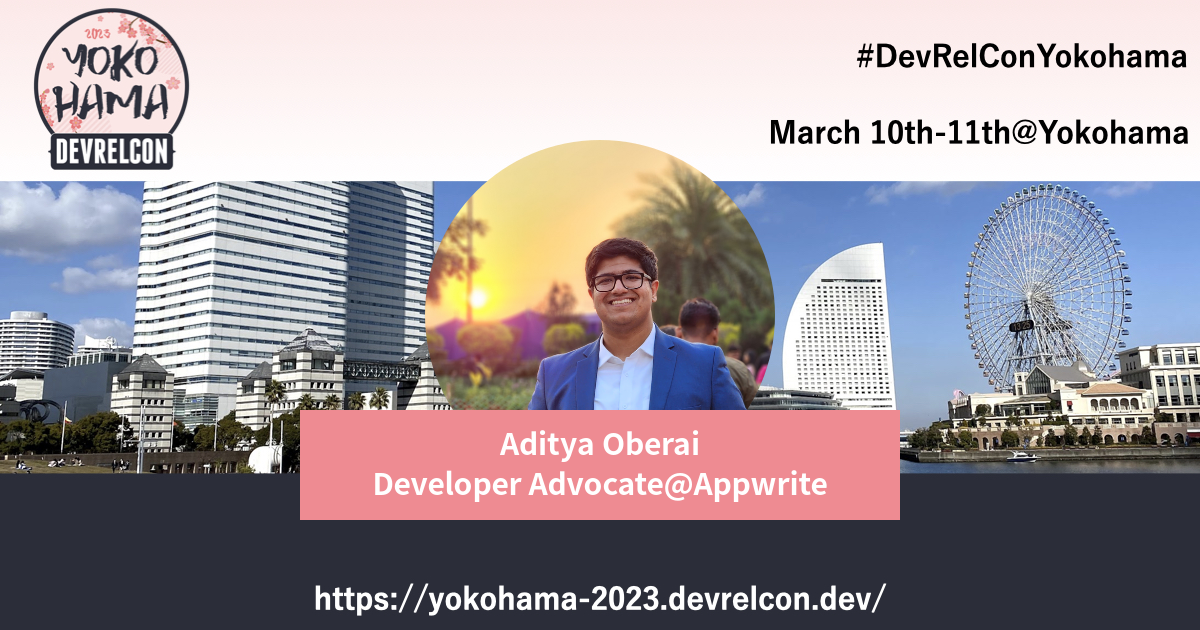 2023
YOKO
HAMA
DEVRELCON
#DevRelConYokohama
March 10th-11th@Yokohama
Aditya Oberai
Developer Advocate@Appwrite
https://yokohama-2023.devrelcon.dev/